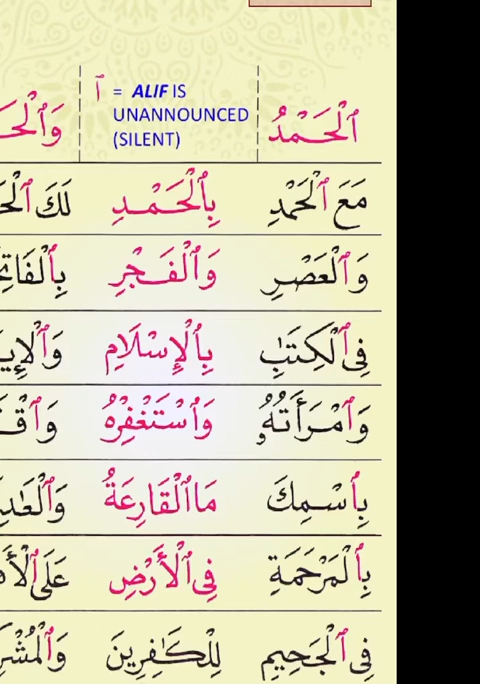 ٱلْحَمْدُ ٱ = ALIF IS
UNANNOUNCED
(SILENT)
مَعَ ٱلْحَمْدِ بِٱلْحَمْدِ لَكَ
وَٱلْعَصْرِ وَٱلْفَجْرِ
فِى ٱلْكِتَٰبِ بِٱلْإِسْلَامِ
وَٱمْرَأَتُهُۥ وَٱسْتَغْفِرْهُ
بِٱسْمِكَ مَا ٱلْقَارِعَةُ
بِٱلْمَرْحَمَةِ فِى ٱلْأَرْضِ
فِى ٱلْجَحِيمِ لِلْكَٰفِرِينَ